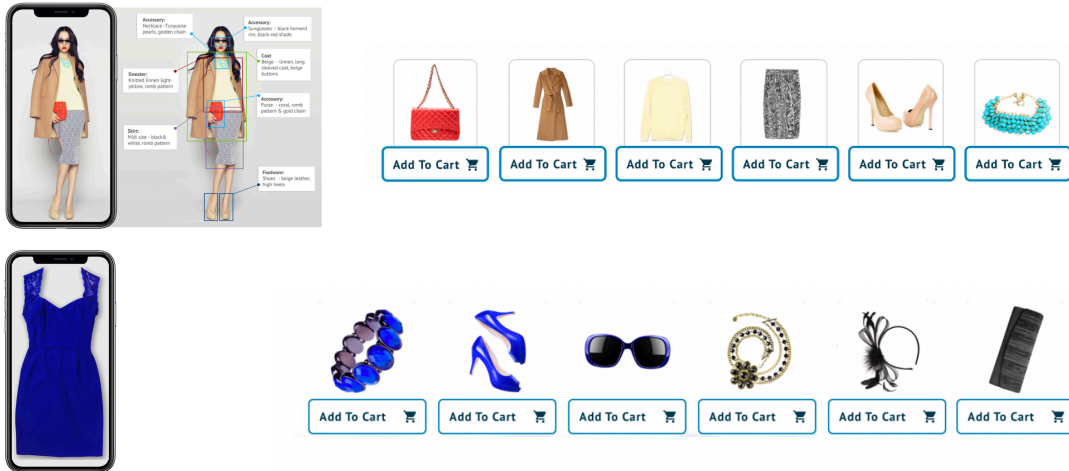 Accessory:
Necklace -Turquoise
pearls, golden chain
Accessory:
Sunglasses - black hornend
rim, black-red shade
Coat
Beige - linnen, long
sleeved coat, beige
buttons
Sweater:
Knitted linnen light-
yellow, romb pattern
Accessory:
Purse - coral, romb
pattern & gold chain
Skirt:
Midi size - black&
white, romb pattern
Footware:
Shoes - beige leather,
high heels
Add To Cart
Add To Cart
Add To Cart
Add To Cart
Add To Cart
Add To Cart
Add To Cart
Add To Cart
Add To Cart
Add To Cart
Add To Cart
Add To Cart